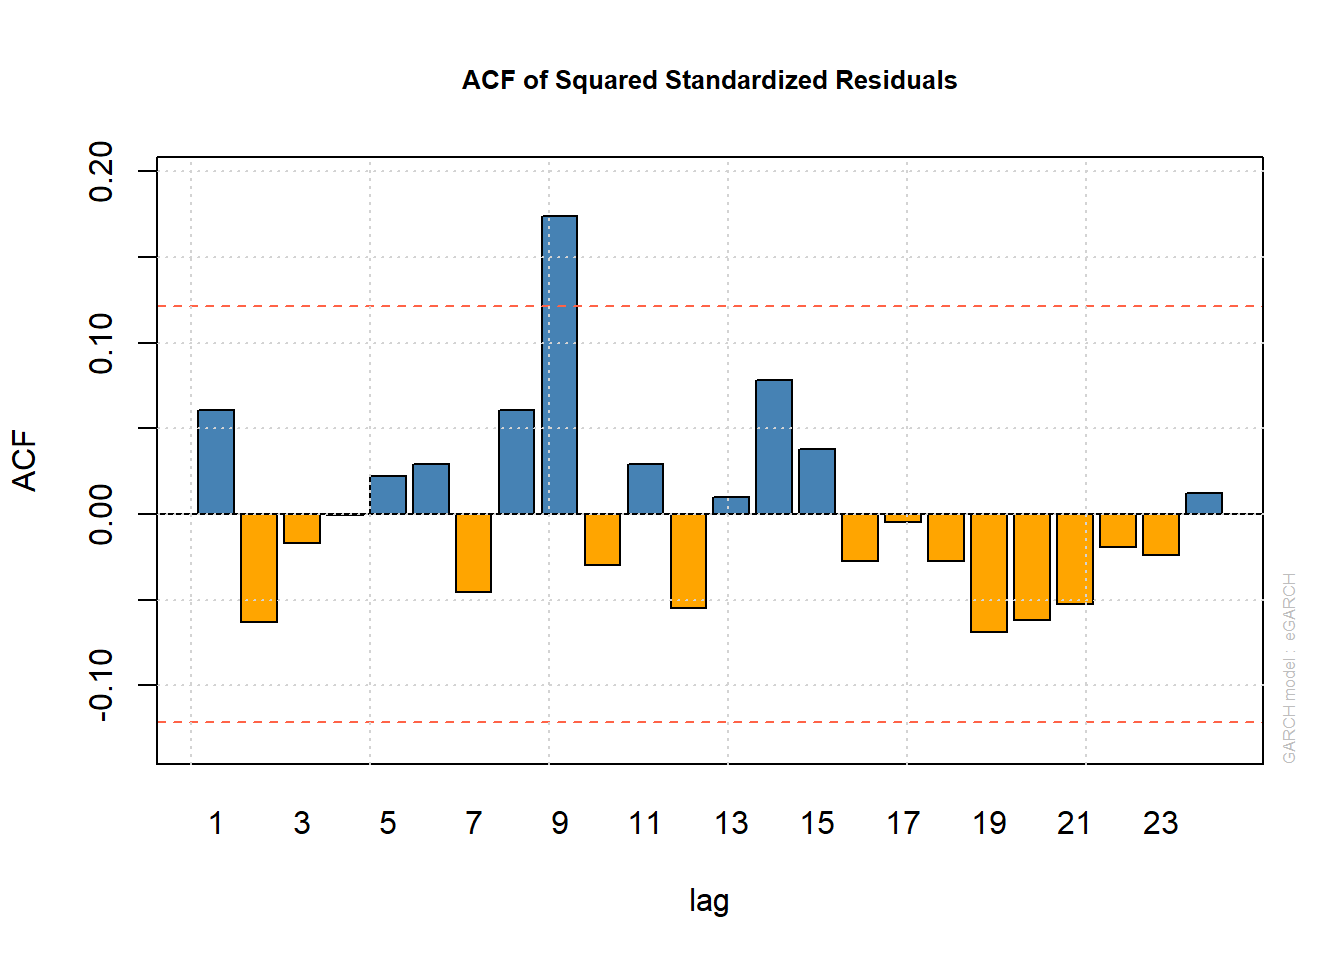 ACF of Squared Standardized Residuals
0.20
0.10
0.00
-0.10
ACF
1 3 5 7 9 11 13 15 17 19 21 23
lag
GARCH model : eGARCH